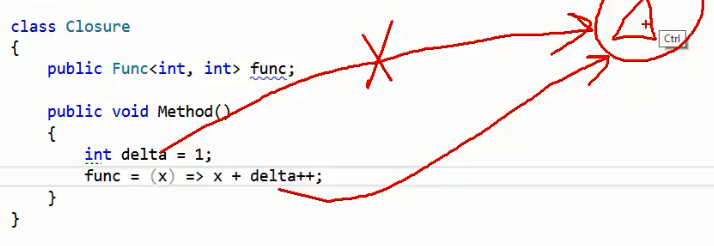 class Closure
{
public Func<int, int> func;
public void Method()
{
int delta = 1;
func = (x) => x + delta++;
}
}
Ctrl